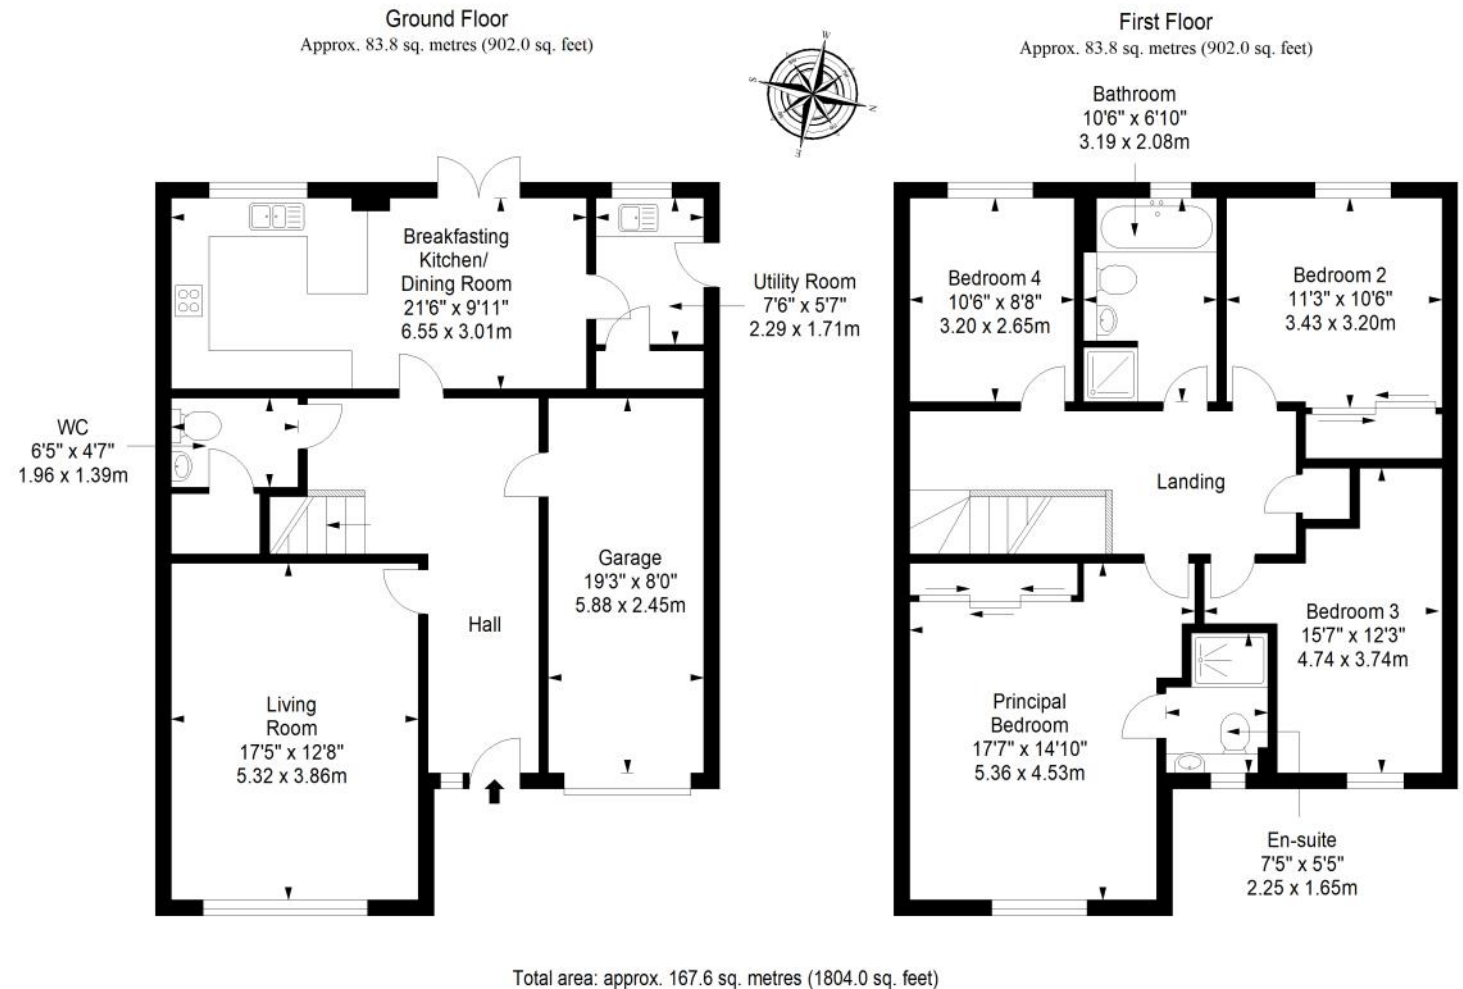 Ground Floor
Approx. 83.8 sq. metres (902.0 sq. feet)
First Floor
Approx. 83.8 sq. metres (902.0 sq. feet)
W
S
N
E
Breakfasting
Kitchen/
Dining Room
21'6" x 9'11"
6.55 x 3.01m
Utility Room
7'6" x 5'7"
2.29 x 1.71m
WC
6'5" x 4'7"
1.96 x 1.39m
Garage
19'3" x 8'0"
5.88 x 2.45m
Hall
Living
Room
17'5" x 12'8"
5.32 x 3.86m
Bathroom
10'6" x 6'10"
3.19 x 2.08m
Bedroom 4
10'6" x 8'8"
3.20 x 2.65m
Bedroom 2
11'3" x 10'6"
3.43 x 3.20m
Landing
Bedroom 3
15'7" x 12'3"
4.74 x 3.74m
Principal
Bedroom
17'7" x 14'10"
5.36 x 4.53m
En-suite
7'5" x 5'5"
2.25 x 1.65m
Total area: approx. 167.6 sq. metres (1804.0 sq. feet)